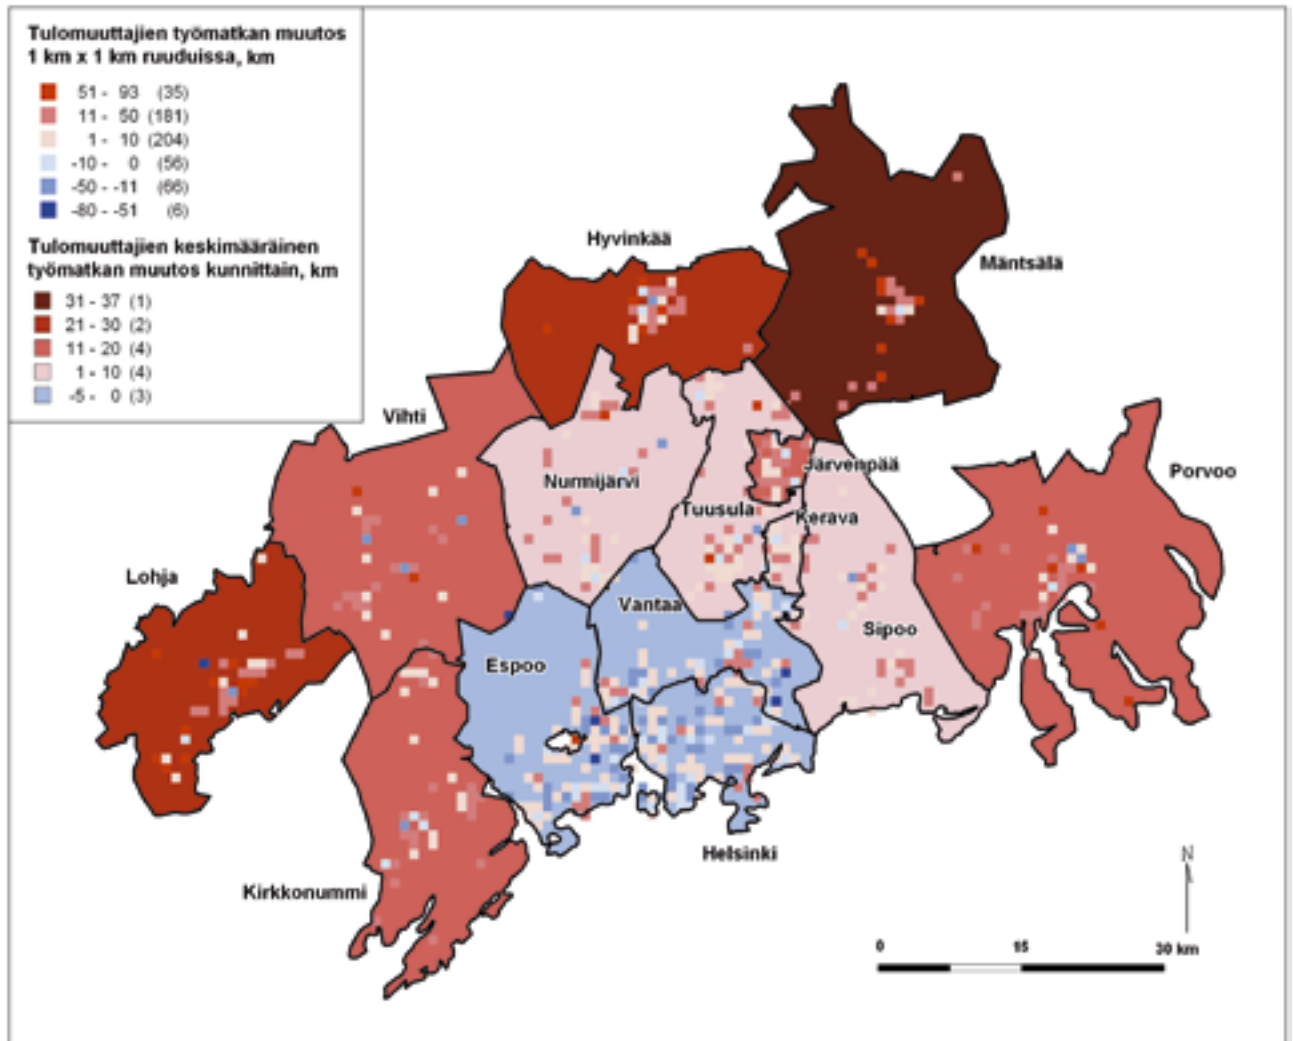 Tulomuuttajien työmatkan muutos
1 km x 1 km ruuduissa, km
51 - 93 (35)
11 - 50 (181)
1 - 10 (204)
-10 - 0 (56)
-50 - -11 (66)
-80 - -51 (6)
Tulomuuttajien keskimääräinen
työmatkan muutos kunnittain, km
31 - 37 (1)
21 - 30 (2)
11 - 20 (4)
1 - 10 (4)
-5 - 0 (3)
Hyvinkää
Mäntsälä
Vihti
Järvenpää
Porvoo
Nurmijärvi
Tuusula
Kerava
Lohja
Vantaa
Sipoo
Espoo
Helsinki
Kirkkonummi
N
0 15 30 km